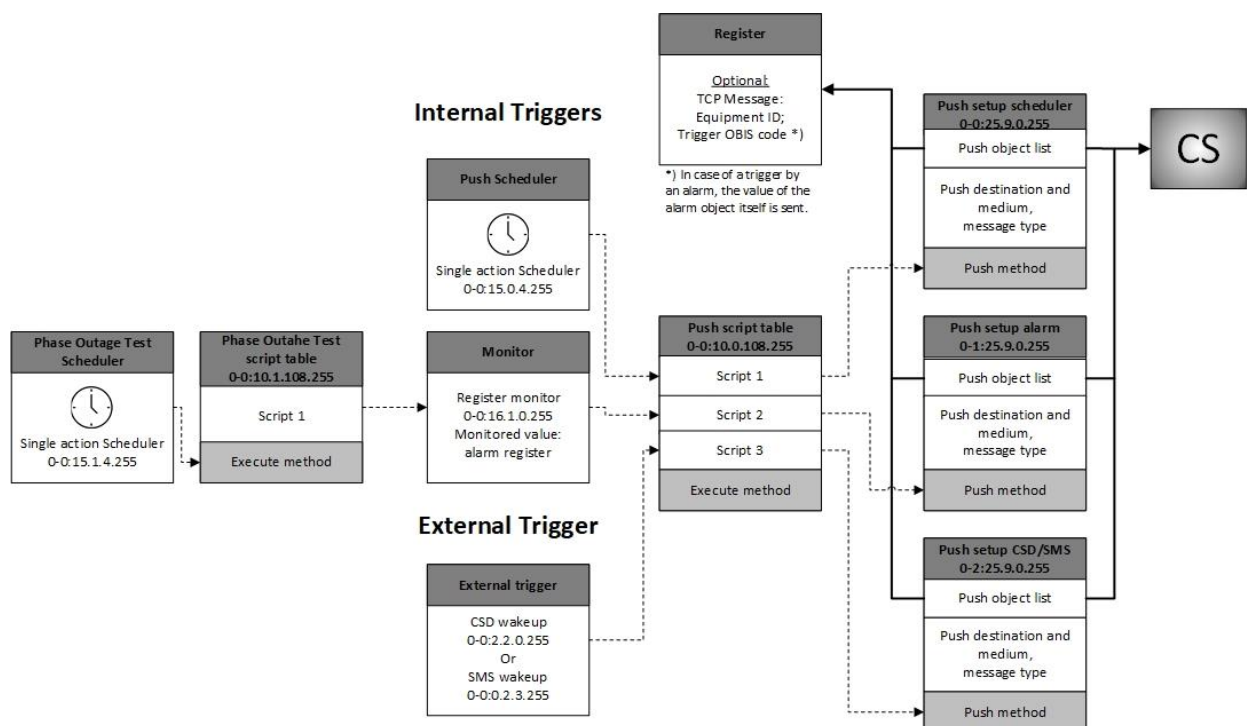 Register
Optional:
TCP Message:
Equipment ID;
Trigger OBIS code *)
*) In case of a trigger by
an alarm, the value of the
alarm object itself is sent.
Internal Triggers
Push Scheduler
Single action Scheduler
0-0:15.0.4.255
Phase Outage Test
Scheduler
Single action Scheduler
0-0:15.1.4.255
Phase Outahe Test
script table
0-0:10.1.108.255
Script 1
Execute method
Monitor
Register monitor
0-0:16.1.0.255
Monitored value:
alarm register
External Trigger
External trigger
CSD wakeup
0-0:2.2.0.255
Or
SMS wakeup
0-0:0.2.3.255
Push script table
0-0:10.0.108.255
Script 1
Script 2
Script 3
Execute method
Push setup scheduler
0-0:25.9.0.255
Push object list
Push destination and
medium,
message type
Push method
Push setup alarm
0-1:25.9.0.255
Push object list
Push destination and
medium,
message type
Push method
Push setup CSD/SMS
0-2:25.9.0.255
Push object list
Push destination and
medium,
message type
Push method
CS